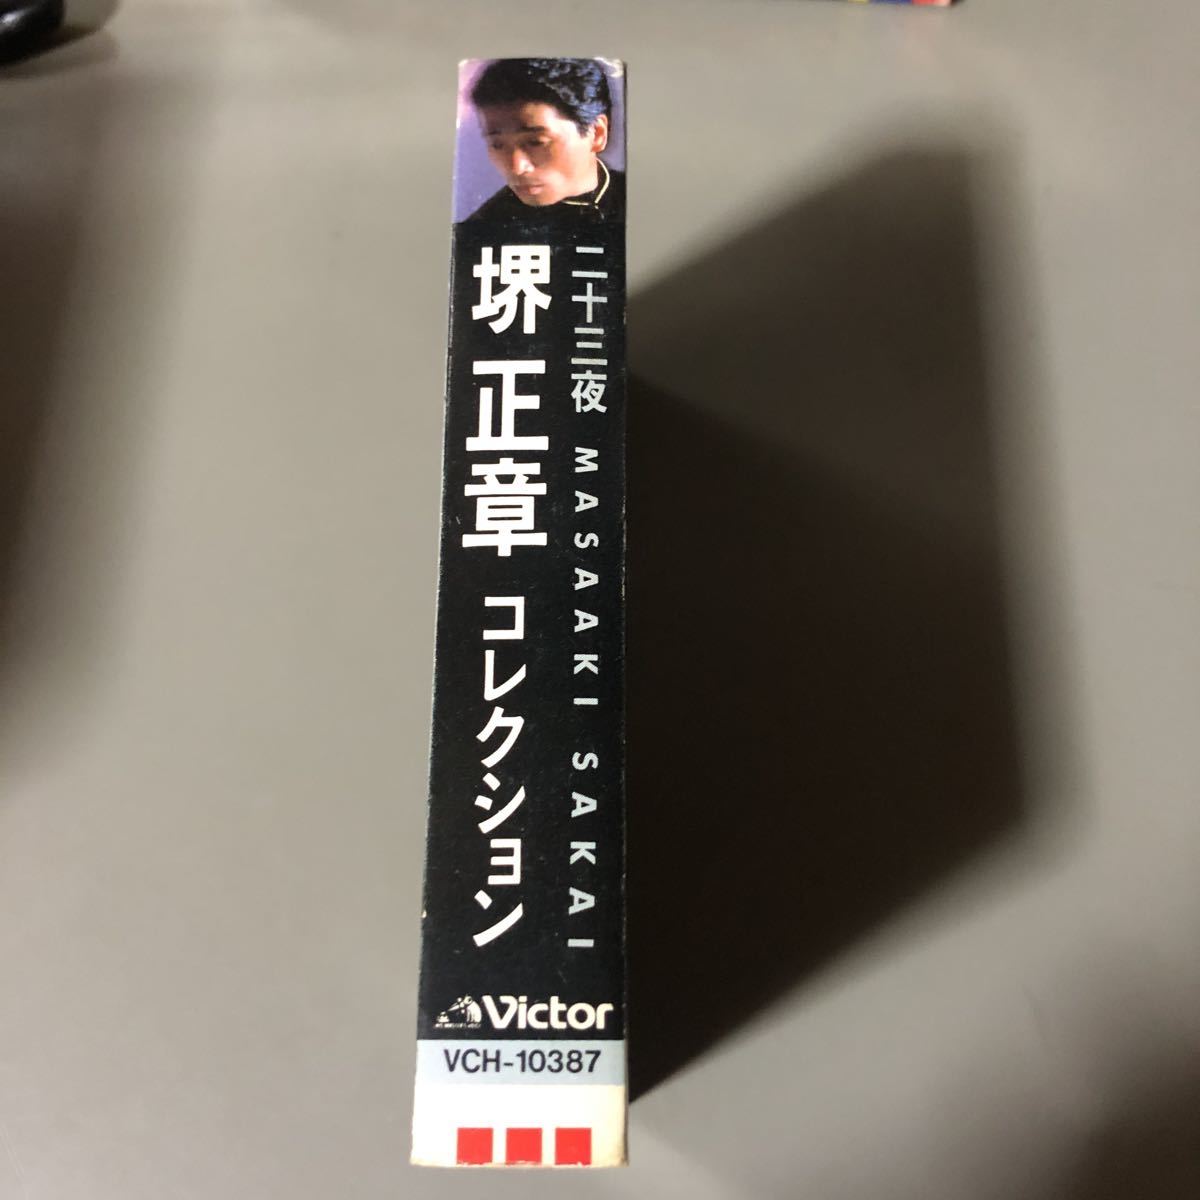 二十三夜 MASAAKI SAKAI
堺 正章 コレクション
Victor
VCH-10387